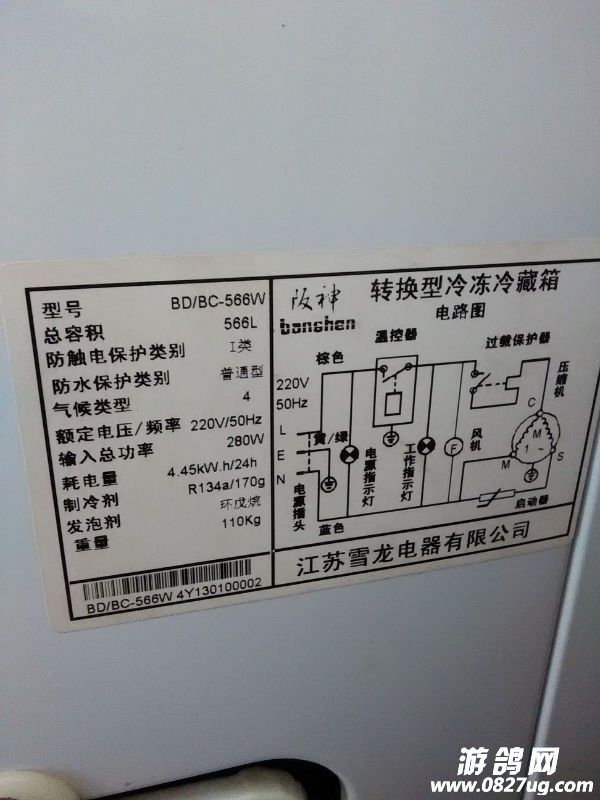 型号 BD/BC-566W
总容积 566L
防触电保护类别 I类
防水保护类别 普通型
气候类型 4
额定电压/频率 220V/50Hz
输入总功率 280W
耗电量 4.45kW.h/24h
制冷剂 R134a/170g
发泡剂 环戊烷
重量 110Kg
BD/BC-566W 4Y130100002
阪神
banshen
转换型冷冻冷藏箱
电路图
温控器
过载保护器
棕色
压缩机
220V
50Hz
L
E
N
黄/绿
电源插头
电源指示灯
工作指示灯
F
风机
C
M
1 ~
M
S
启动器
蓝色
江苏雪龙电器有限公司
游鸽网
www.0827ug.com